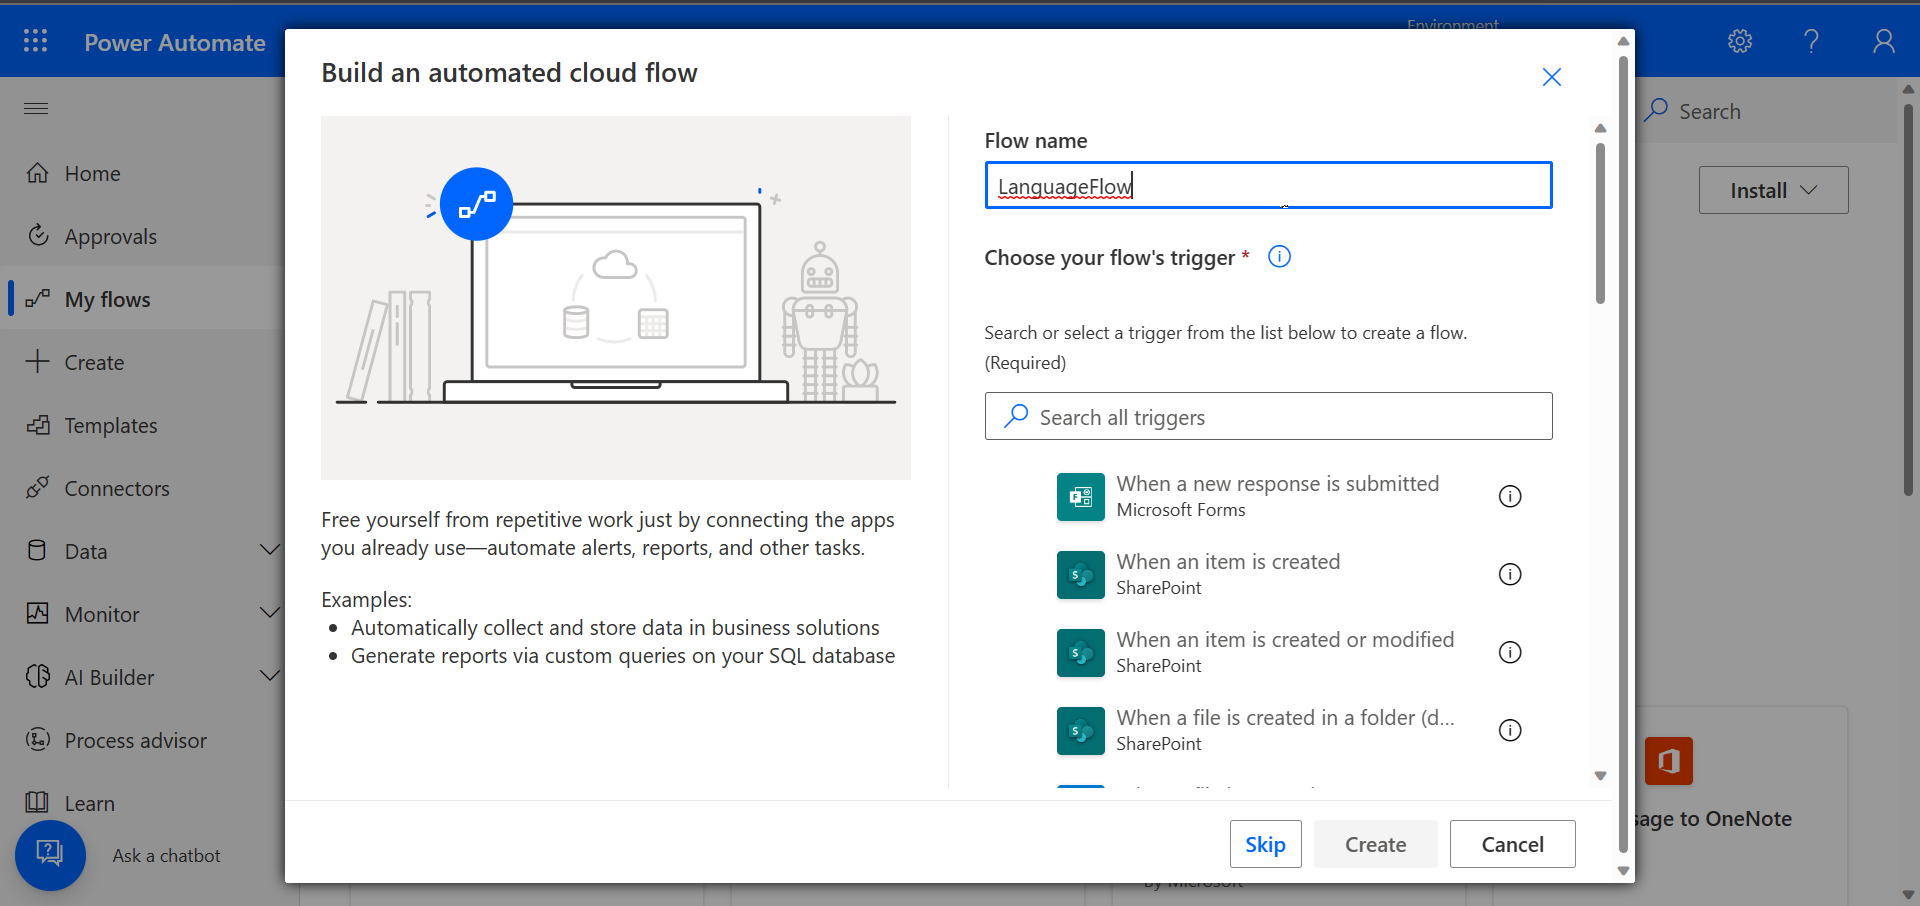 Power Automate
Environment
Search
Install
Home
Approvals
My flows
Create
Templates
Connectors
Data
Monitor
AI Builder
Process advisor
Learn
Ask a chatbot
Build an automated cloud flow
Free yourself from repetitive work just by connecting the apps
you already use—automate alerts, reports, and other tasks.
Examples:
• Automatically collect and store data in business solutions
• Generate reports via custom queries on your SQL database
Flow name
LanguageFlow
Choose your flow's trigger *
Search or select a trigger from the list below to create a flow.
(Required)
Search all triggers
When a new response is submitted
Microsoft Forms
When an item is created
SharePoint
When an item is created or modified
SharePoint
When a file is created in a folder (d...
SharePoint
Skip
Create
Cancel
to OneNote
By Microsoft